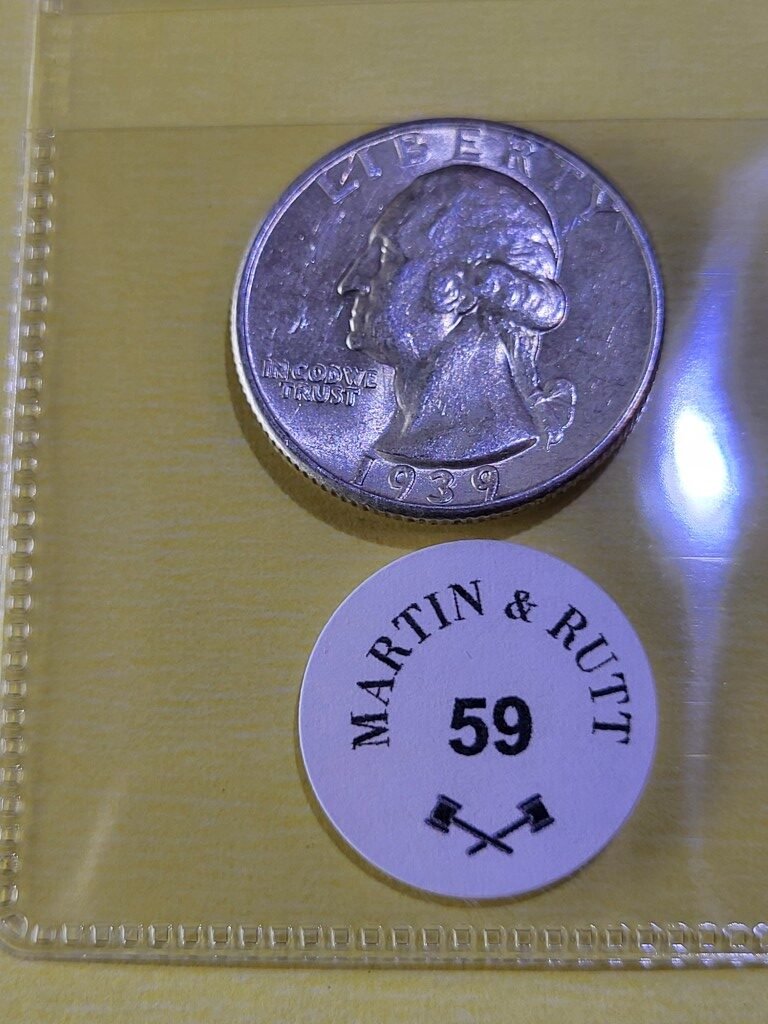 LIBERTY
IN GOD WE
TRUST
1939
MARTIN & RUTT
59